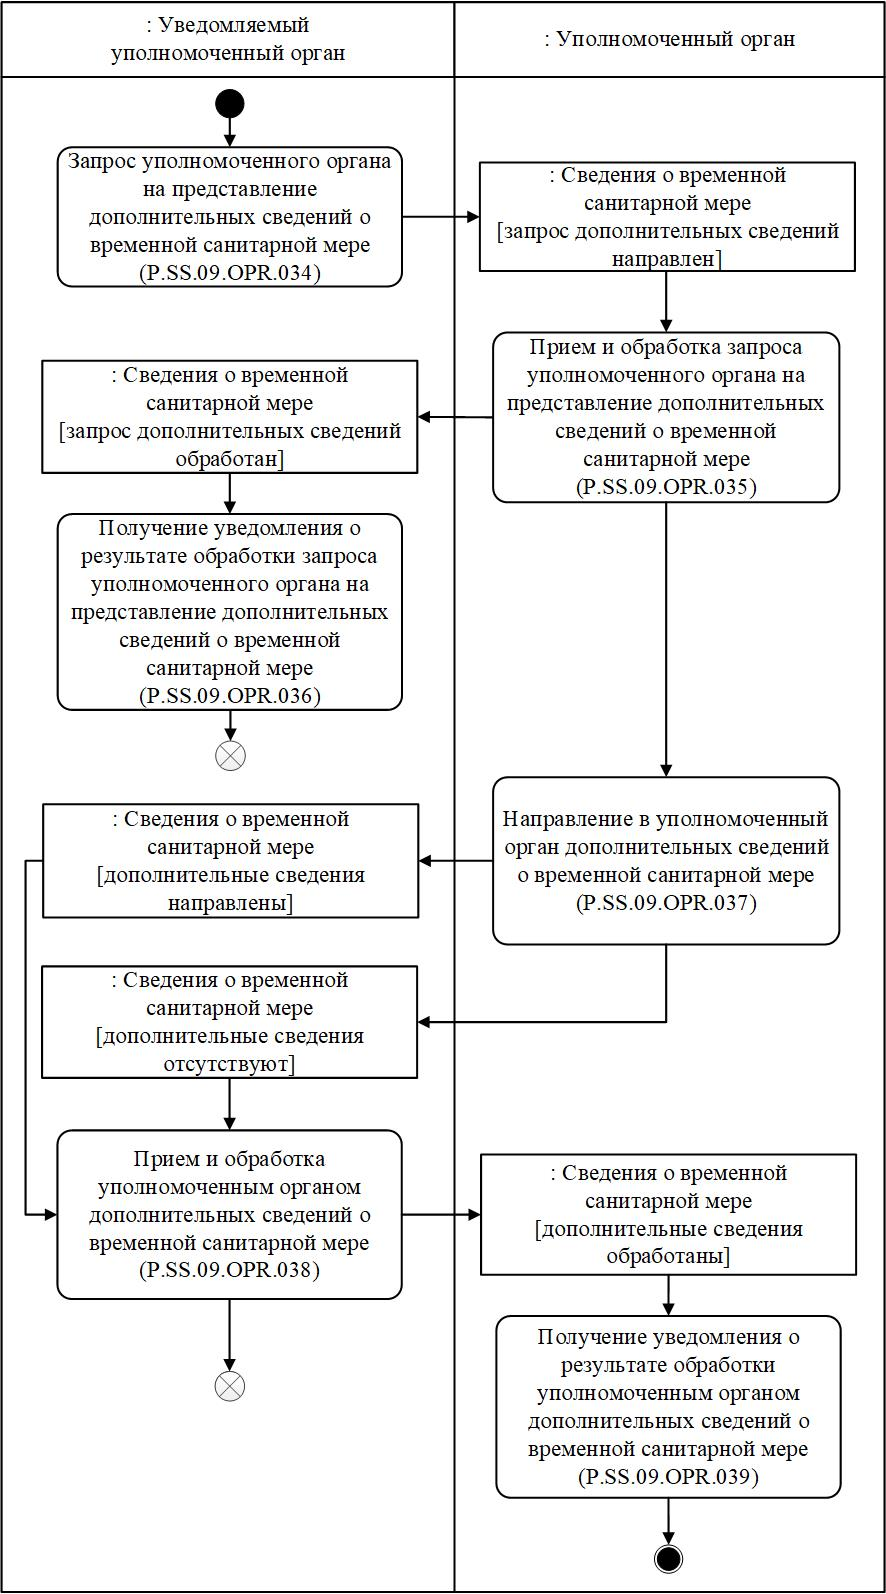 : Уведомляемый
уполномоченный орган
: Уполномоченный орган
Запрос уполномоченного органа
на представление
дополнительных сведений о
временной санитарной мере
(P.SS.09.OPR.034)
: Сведения о временной
санитарной мере
[запрос дополнительных сведений
направлен]
Прием и обработка запроса
уполномоченного органа на
представление дополнительных
сведений о временной
санитарной мере
(P.SS.09.OPR.035)
: Сведения о временной
санитарной мере
[запрос дополнительных сведений
обработан]
Получение уведомления о
результате обработки запроса
уполномоченного органа на
представление дополнительных
сведений о временной
санитарной мере
(P.SS.09.OPR.036)
Направление в уполномоченный
орган дополнительных сведений
о временной санитарной мере
(P.SS.09.OPR.037)
: Сведения о временной
санитарной мере
[дополнительные сведения
направлены]
: Сведения о временной
санитарной мере
[дополнительные сведения
отсутствуют]
Прием и обработка
уполномоченным органом
дополнительных сведений о
временной санитарной мере
(P.SS.09.OPR.038)
: Сведения о временной
санитарной мере
[дополнительные сведения
обработаны]
Получение уведомления о
результате обработки
уполномоченным органом
дополнительных сведений о
временной санитарной мере
(P.SS.09.OPR.039)